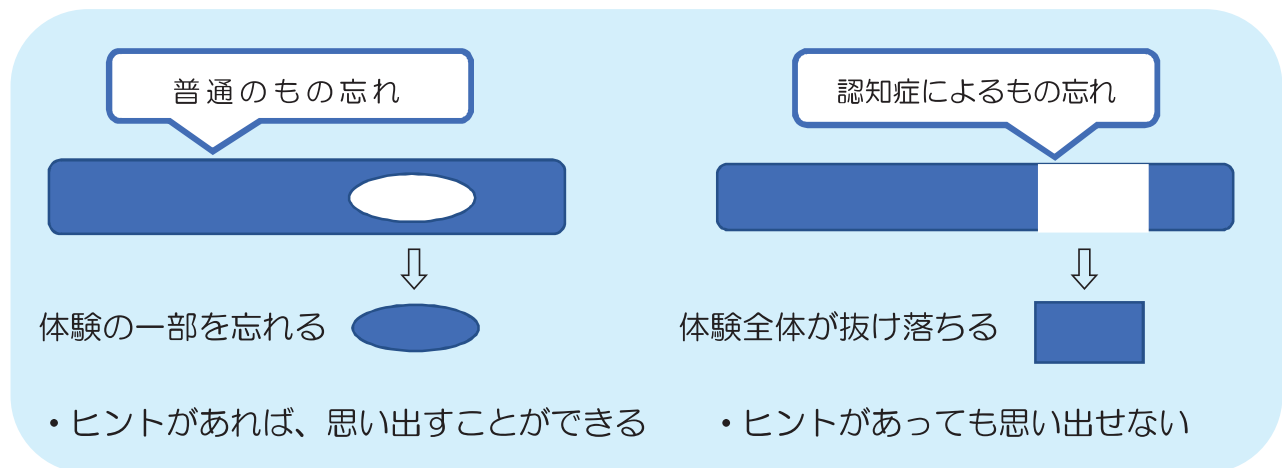 普通のもの忘れ
体験の一部を忘れる
・ヒントがあれば、思い出すことができる
認知症によるもの忘れ
体験全体が抜け落ちる
・ヒントがあっても思い出せない